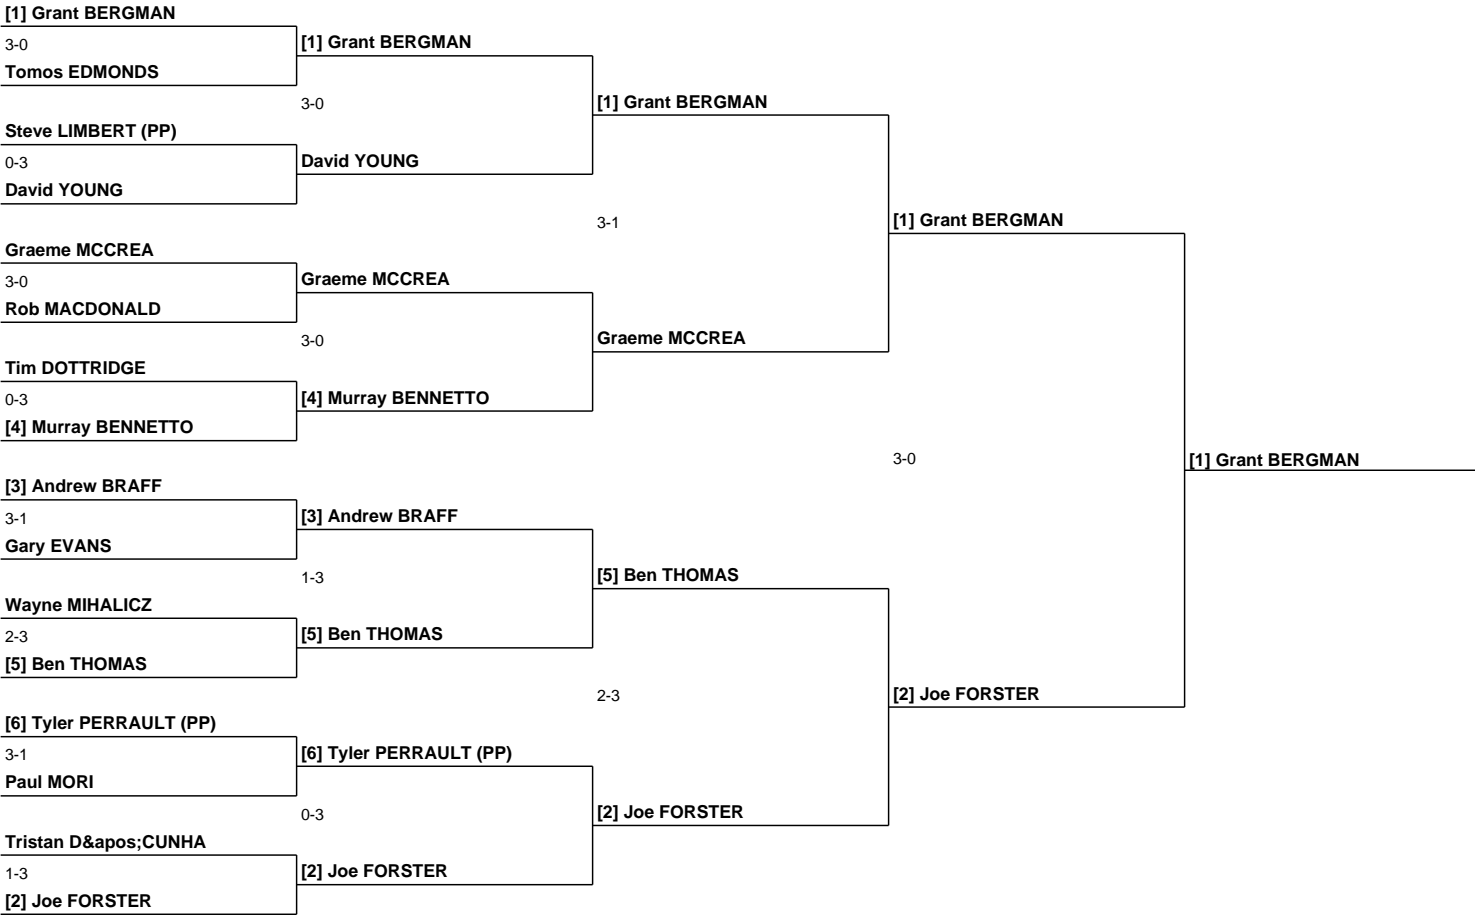 [1] Grant BERGMAN
3-0
Tomos EDMONDS
Steve LIMBERT (PP)
0-3
David YOUNG
Graeme MCCREA
3-0
Rob MACDONALD
Tim DOTTRIDGE
0-3
[4] Murray BENNETTO
[3] Andrew BRAFF
3-1
Gary EVANS
Wayne MIHALICZ
2-3
[5] Ben THOMAS
[6] Tyler PERRAULT (PP)
3-1
Paul MORI
Tristan D&apos;CUNHA
1-3
[2] Joe FORSTER
[1] Grant BERGMAN
3-0
David YOUNG
Graeme MCCREA
3-0
[4] Murray BENNETTO
[3] Andrew BRAFF
1-3
[5] Ben THOMAS
[6] Tyler PERRAULT (PP)
0-3
[2] Joe FORSTER
[1] Grant BERGMAN
3-1
Graeme MCCREA
[5] Ben THOMAS
2-3
[2] Joe FORSTER
[1] Grant BERGMAN
3-0
[2] Joe FORSTER
[1] Grant BERGMAN